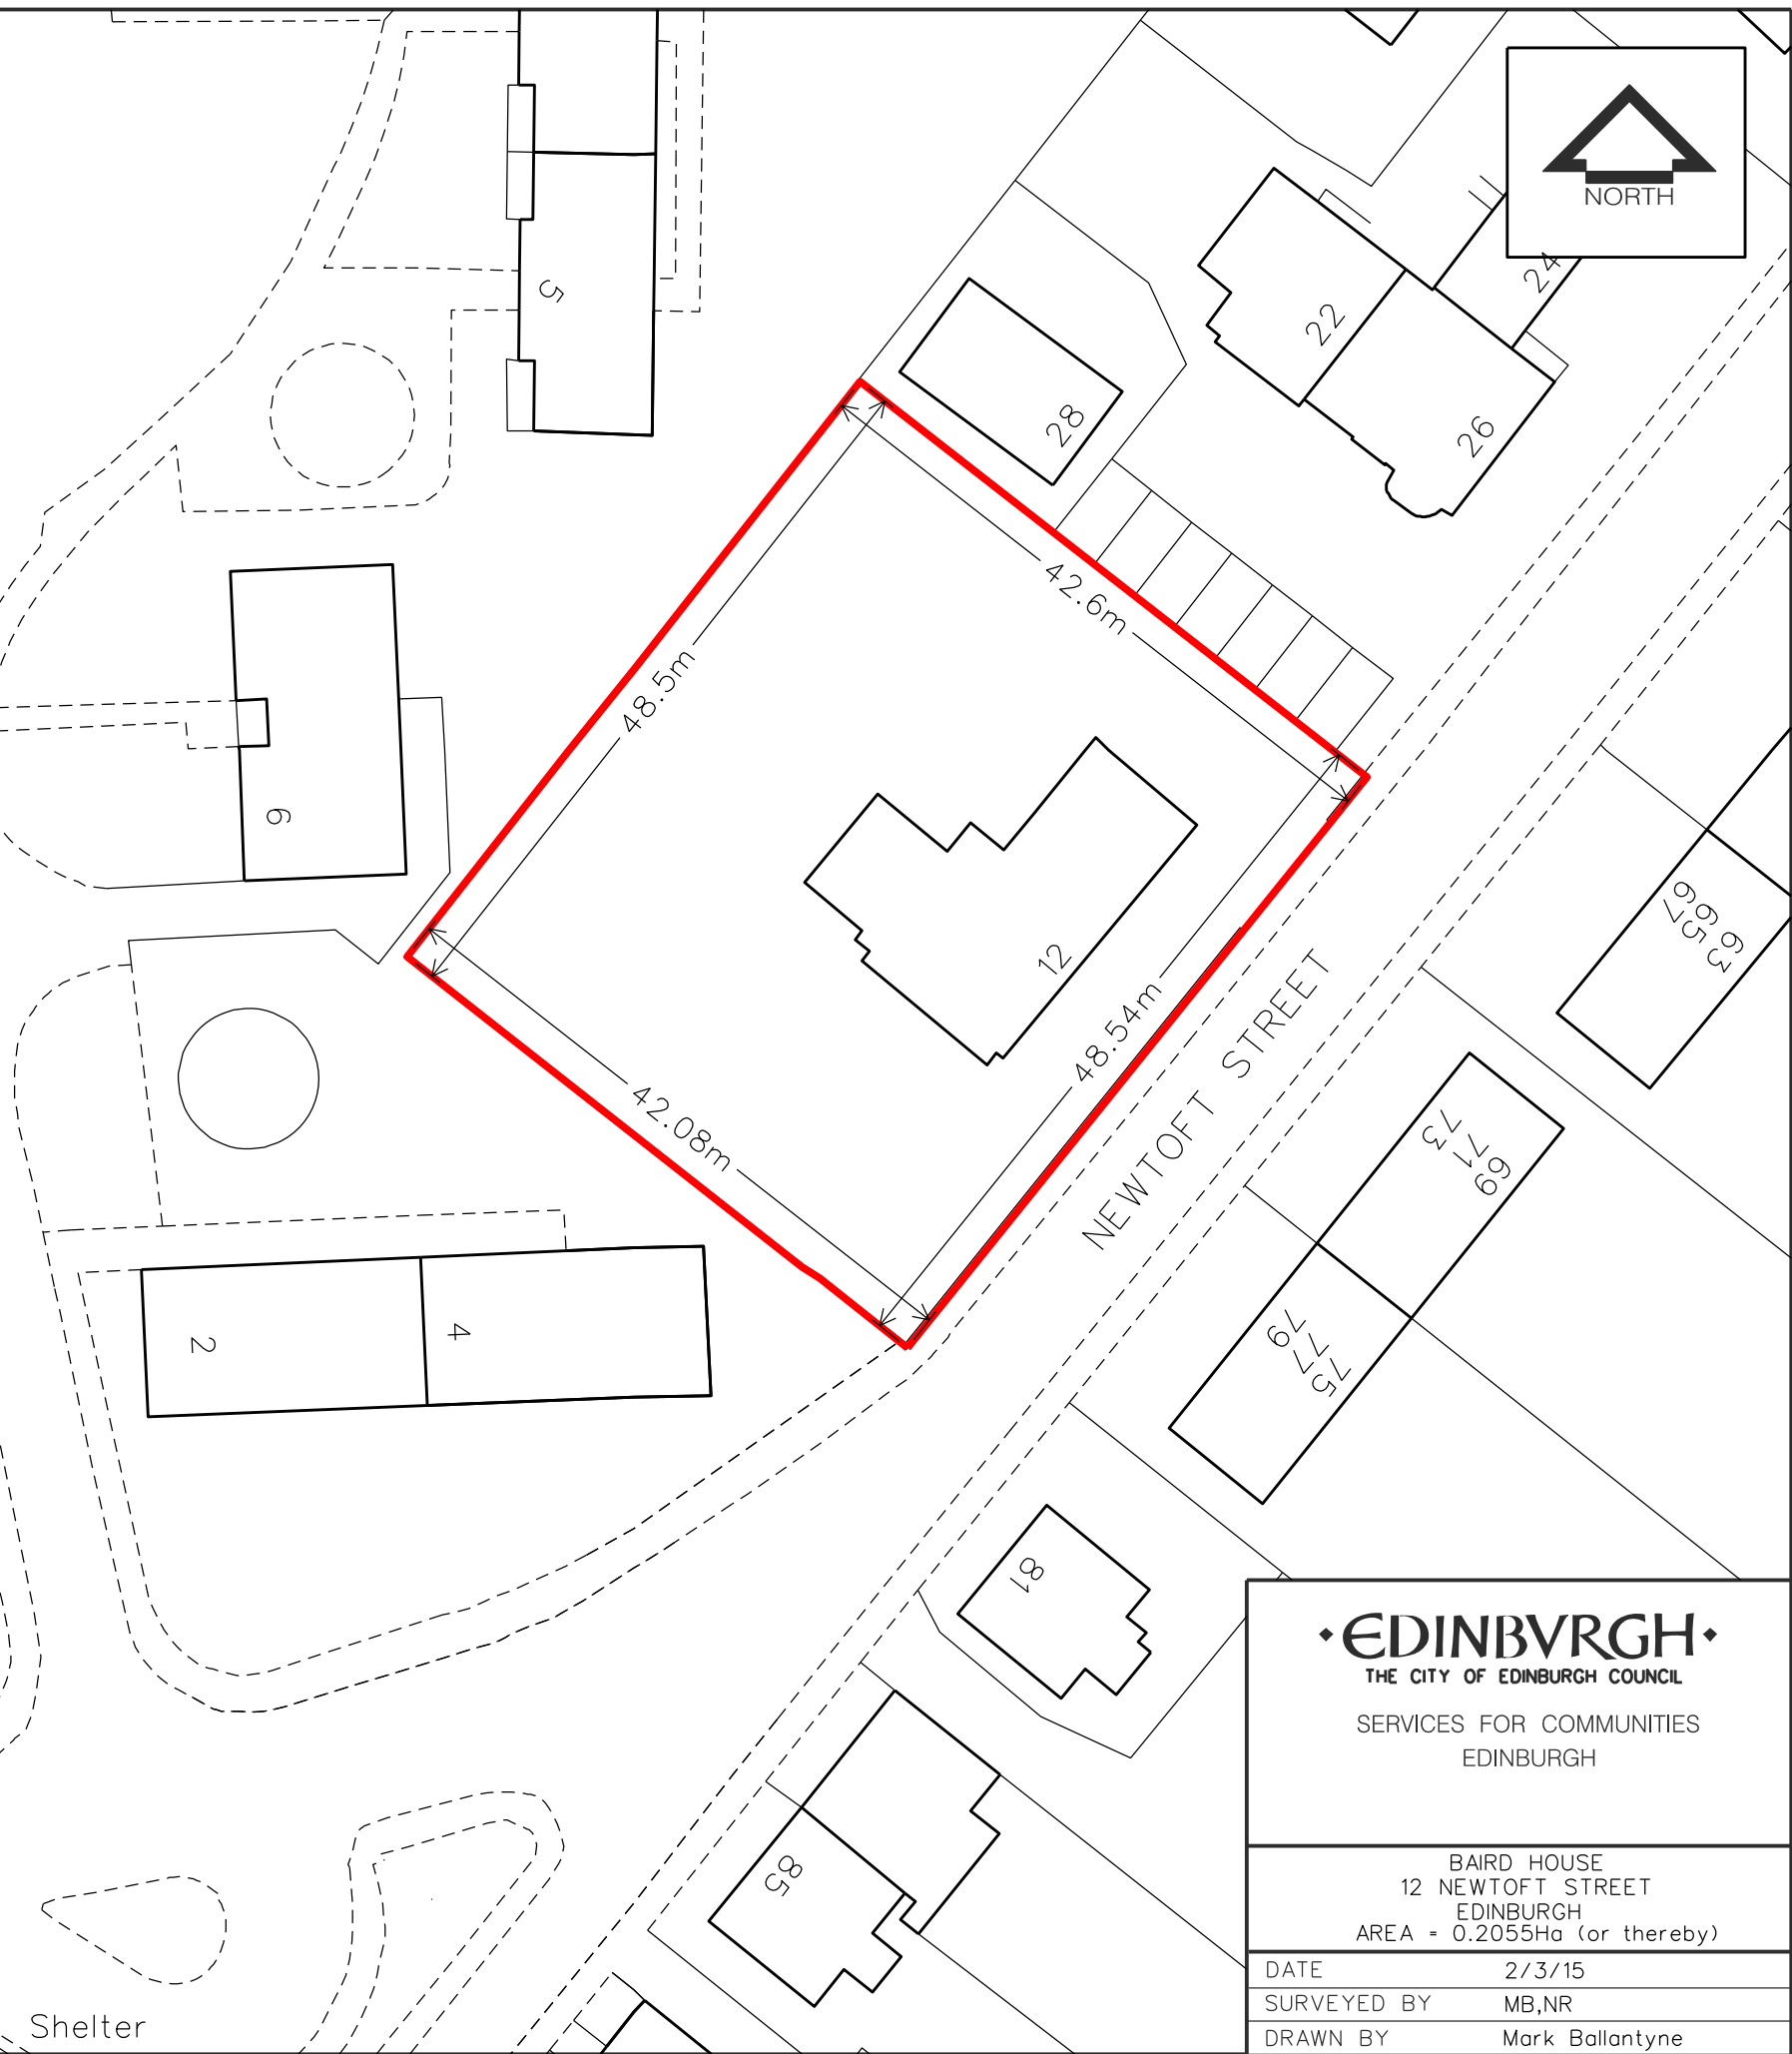 NORTH
5
28
22
24
26
42.6m
48.5m
6
12
48.54m
42.08m
NEWTOFT STREET
63
65
67
69
71
73
75
77
79
2
4
81
85
Shelter
·EDINBVRGH·
THE CITY OF EDINBURGH COUNCIL
SERVICES FOR COMMUNITIES
EDINBURGH
BAIRD HOUSE
12 NEWTOFT STREET
EDINBURGH
AREA = 0.2055Ha (or thereby)
DATE 2/3/15
SURVEYED BY MB,NR
DRAWN BY Mark Ballantyne